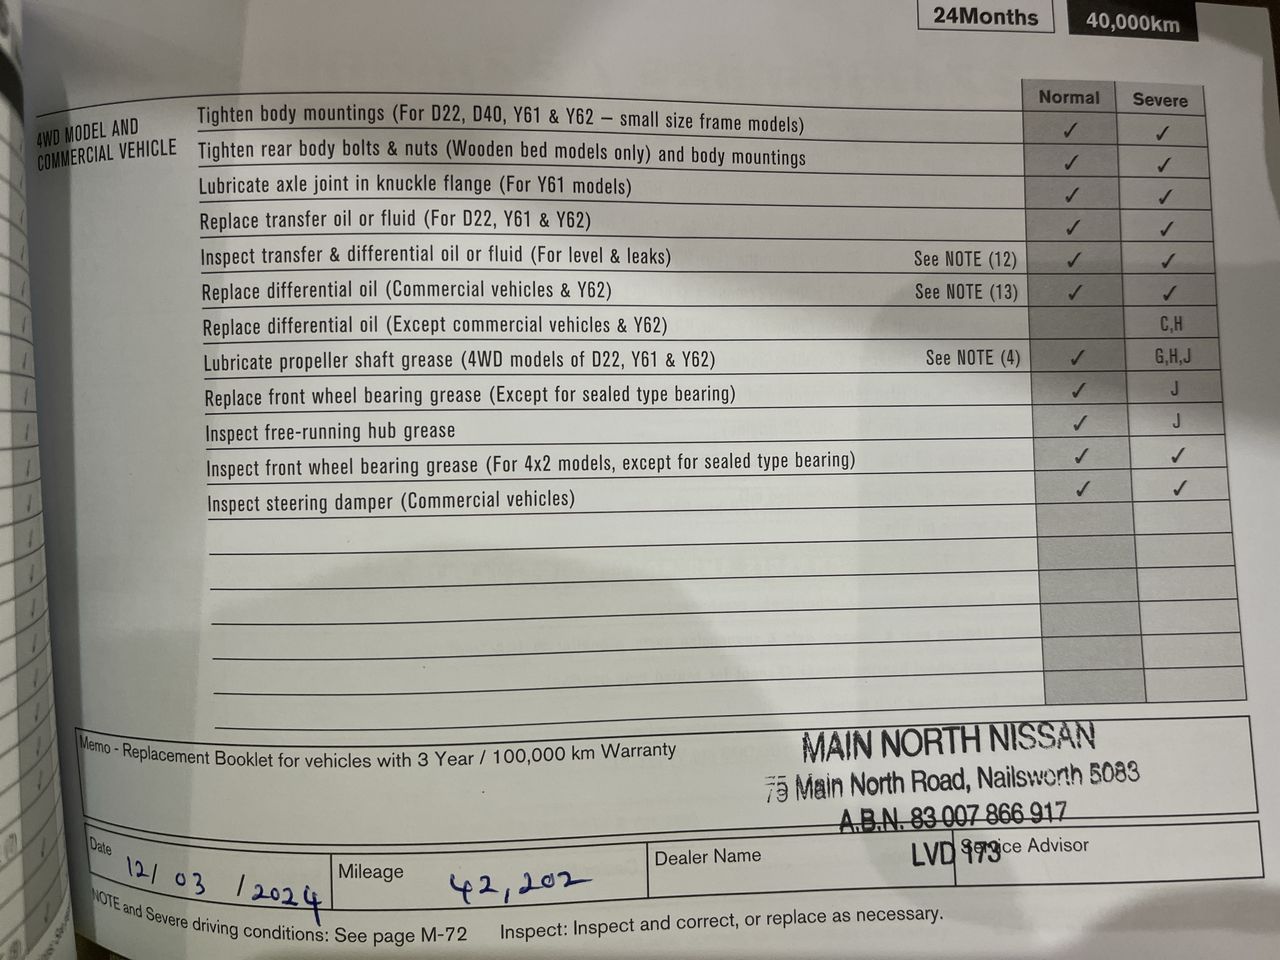 24Months 40,000km
Normal Severe
4WD MODEL AND
COMMERCIAL VEHICLE
Tighten body mountings (For D22, D40, Y61 & Y62 – small size frame models) ✓ ✓
Tighten rear body bolts & nuts (Wooden bed models only) and body mountings ✓ ✓
Lubricate axle joint in knuckle flange (For Y61 models) ✓ ✓
Replace transfer oil or fluid (For D22, Y61 & Y62) ✓ ✓
Inspect transfer & differential oil or fluid (For level & leaks) See NOTE (12) ✓ ✓
Replace differential oil (Commercial vehicles & Y62) See NOTE (13) ✓ ✓
Replace differential oil (Except commercial vehicles & Y62) C,H
Lubricate propeller shaft grease (4WD models of D22, Y61 & Y62) See NOTE (4) ✓ G,H,J
Replace front wheel bearing grease (Except for sealed type bearing) ✓ J
Inspect free-running hub grease ✓ J
Inspect front wheel bearing grease (For 4x2 models, except for sealed type bearing) ✓ ✓
Inspect steering damper (Commercial vehicles) ✓ ✓
Memo - Replacement Booklet for vehicles with 3 Year / 100,000 km Warranty
MAIN NORTH NISSAN
Main North Road, Nailsworth 5083
A.B.N. 83 007 866 917
LVD 173
Date 12/ 03 /2024 Mileage 42,202 Dealer Name Service Advisor
NOTE and Severe driving conditions: See page M-72 Inspect: Inspect and correct, or replace as necessary.